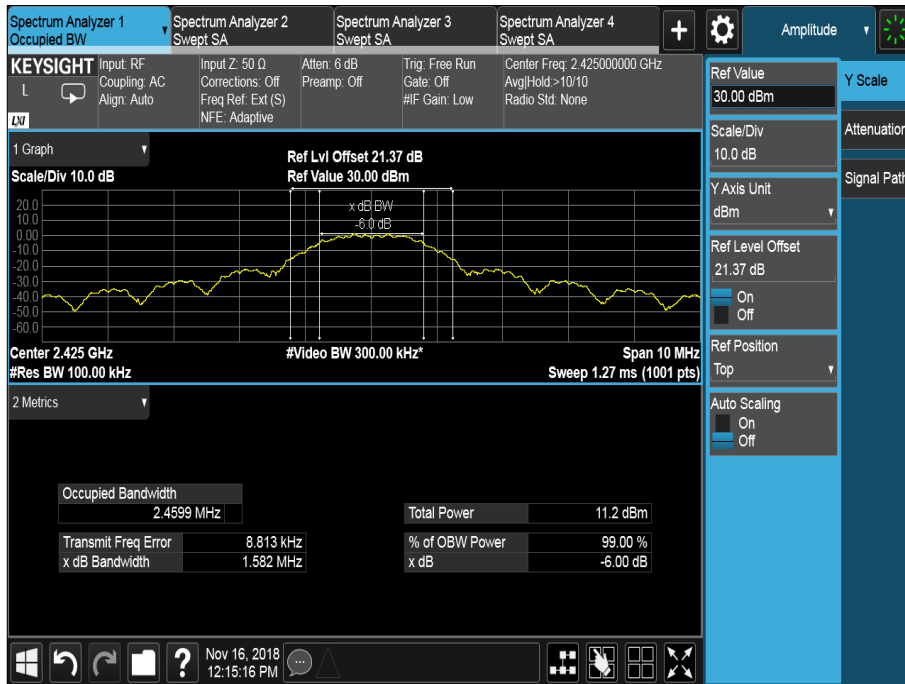 Spectrum Analyzer 1
Occupied BW
Spectrum Analyzer 2
Swept SA
Spectrum Analyzer 3
Swept SA
Spectrum Analyzer 4
Swept SA
+
Amplitude
KEYSIGHT
L
LXI
Input: RF
Coupling: AC
Align: Auto
Input Z: 50 Ω
Corrections: Off
Freq Ref: Ext (S)
NFE: Adaptive
Atten: 6 dB
Preamp: Off
Trig: Free Run
Gate: Off
#IF Gain: Low
Center Freq: 2.425000000 GHz
Avg|Hold:>10/10
Radio Std: None
Ref Value
30.00 dBm
Scale/Div
10.0 dB
Y Axis Unit
dBm
Ref Level Offset
21.37 dB
On
Off
Ref Position
Top
Auto Scaling
On
Off
Y Scale
Attenuation
Signal Path
1 Graph
Scale/Div 10.0 dB
Ref Lvl Offset 21.37 dB
Ref Value 30.00 dBm
x dB BW
-6.0 dB
20.0
10.0
0.00
-10.0
-20.0
-30.0
-40.0
-50.0
-60.0
Center 2.425 GHz
#Video BW 300.00 kHz*
Span 10 MHz
#Res BW 100.00 kHz
Sweep 1.27 ms (1001 pts)
2 Metrics
Occupied Bandwidth
2.4599 MHz
Total Power 11.2 dBm
Transmit Freq Error 8.813 kHz
% of OBW Power 99.00 %
x dB Bandwidth 1.582 MHz
x dB -6.00 dB
?
Nov 16, 2018
12:15:16 PM